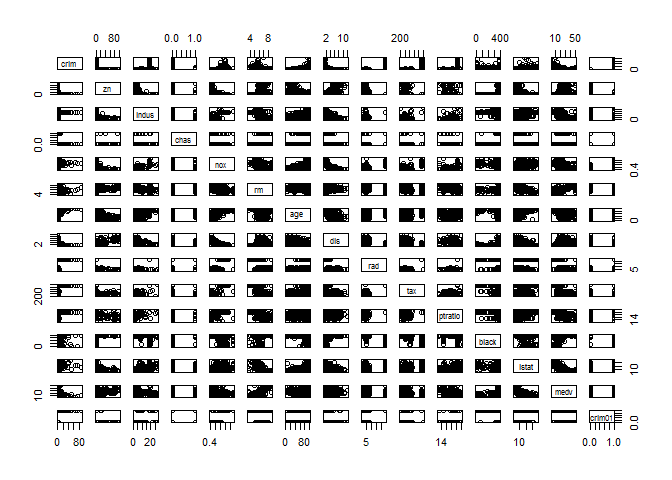 0 80 0.0 1.0 4 8 2 10 200 0 400 10 50
crim 0
0 zn
indus 0
0.0 chas
nox 0.4
4 rm
age 0
2 dis
rad 5
200 tax
ptratio 14
0 black
lstat 10
10 medv
crim01 0.0
0 80 0 20 0.4 0 80 5 14 10 0.0 1.0